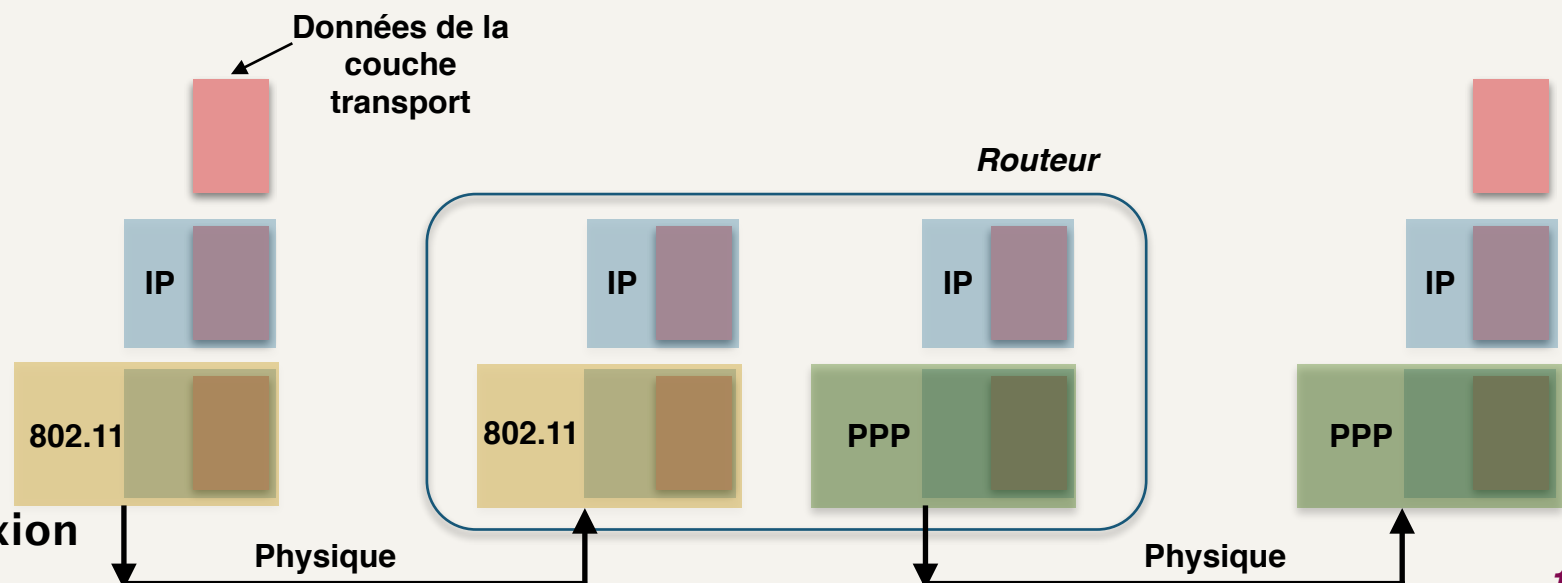 Données de la
couche
transport
Routeur
IP
IP
IP
IP
802.11
802.11
PPP
PPP
xion
Physique
Physique